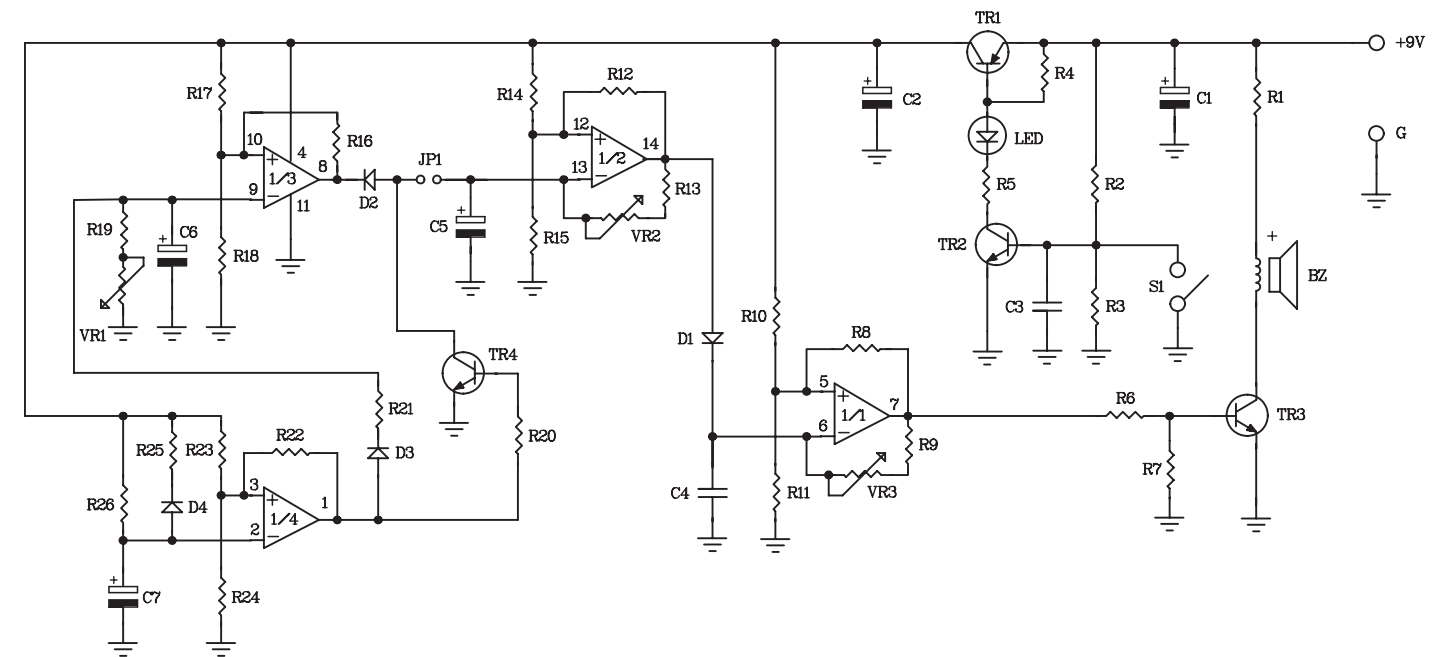 TR1
+9V
R17
R14
R12
R4
C2
C1
R1
10
4
R16
12
14
LED
G
1/3
8
JP1
1/2
13
9
11
D2
R13
R5
R2
R19
C6
C5
VR2
R18
R15
TR2
+
S1
BZ
C3
R3
VR1
R10
D1
R8
TR4
5
7
R6
TR3
1/1
6
R21
R20
R9
R7
R22
R25
R23
D3
C4
R11
VR3
3
1
R26
D4
1/4
2
C7
R24